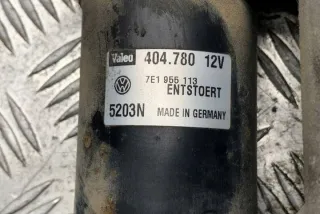 Valeo 404.780 12V
7E1 955 113
ENTSTOERT
5203N MADE IN GERMANY